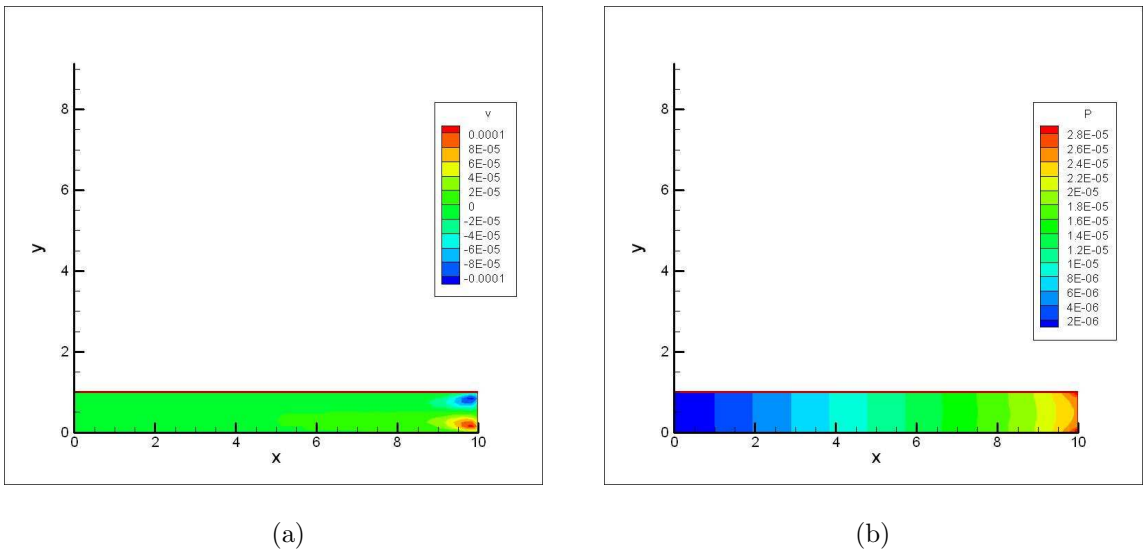 v
0.0001
8E-05
6E-05
4E-05
2E-05
0
-2E-05
-4E-05
-6E-05
-8E-05
-0.0001
y
8
6
4
2
0
0 2 4 6 8 10
x
(a)
P
2.8E-05
2.6E-05
2.4E-05
2.2E-05
2E-05
1.8E-05
1.6E-05
1.4E-05
1.2E-05
1E-05
8E-06
6E-06
4E-06
2E-06
y
8
6
4
2
0
0 2 4 6 8 10
x
(b)